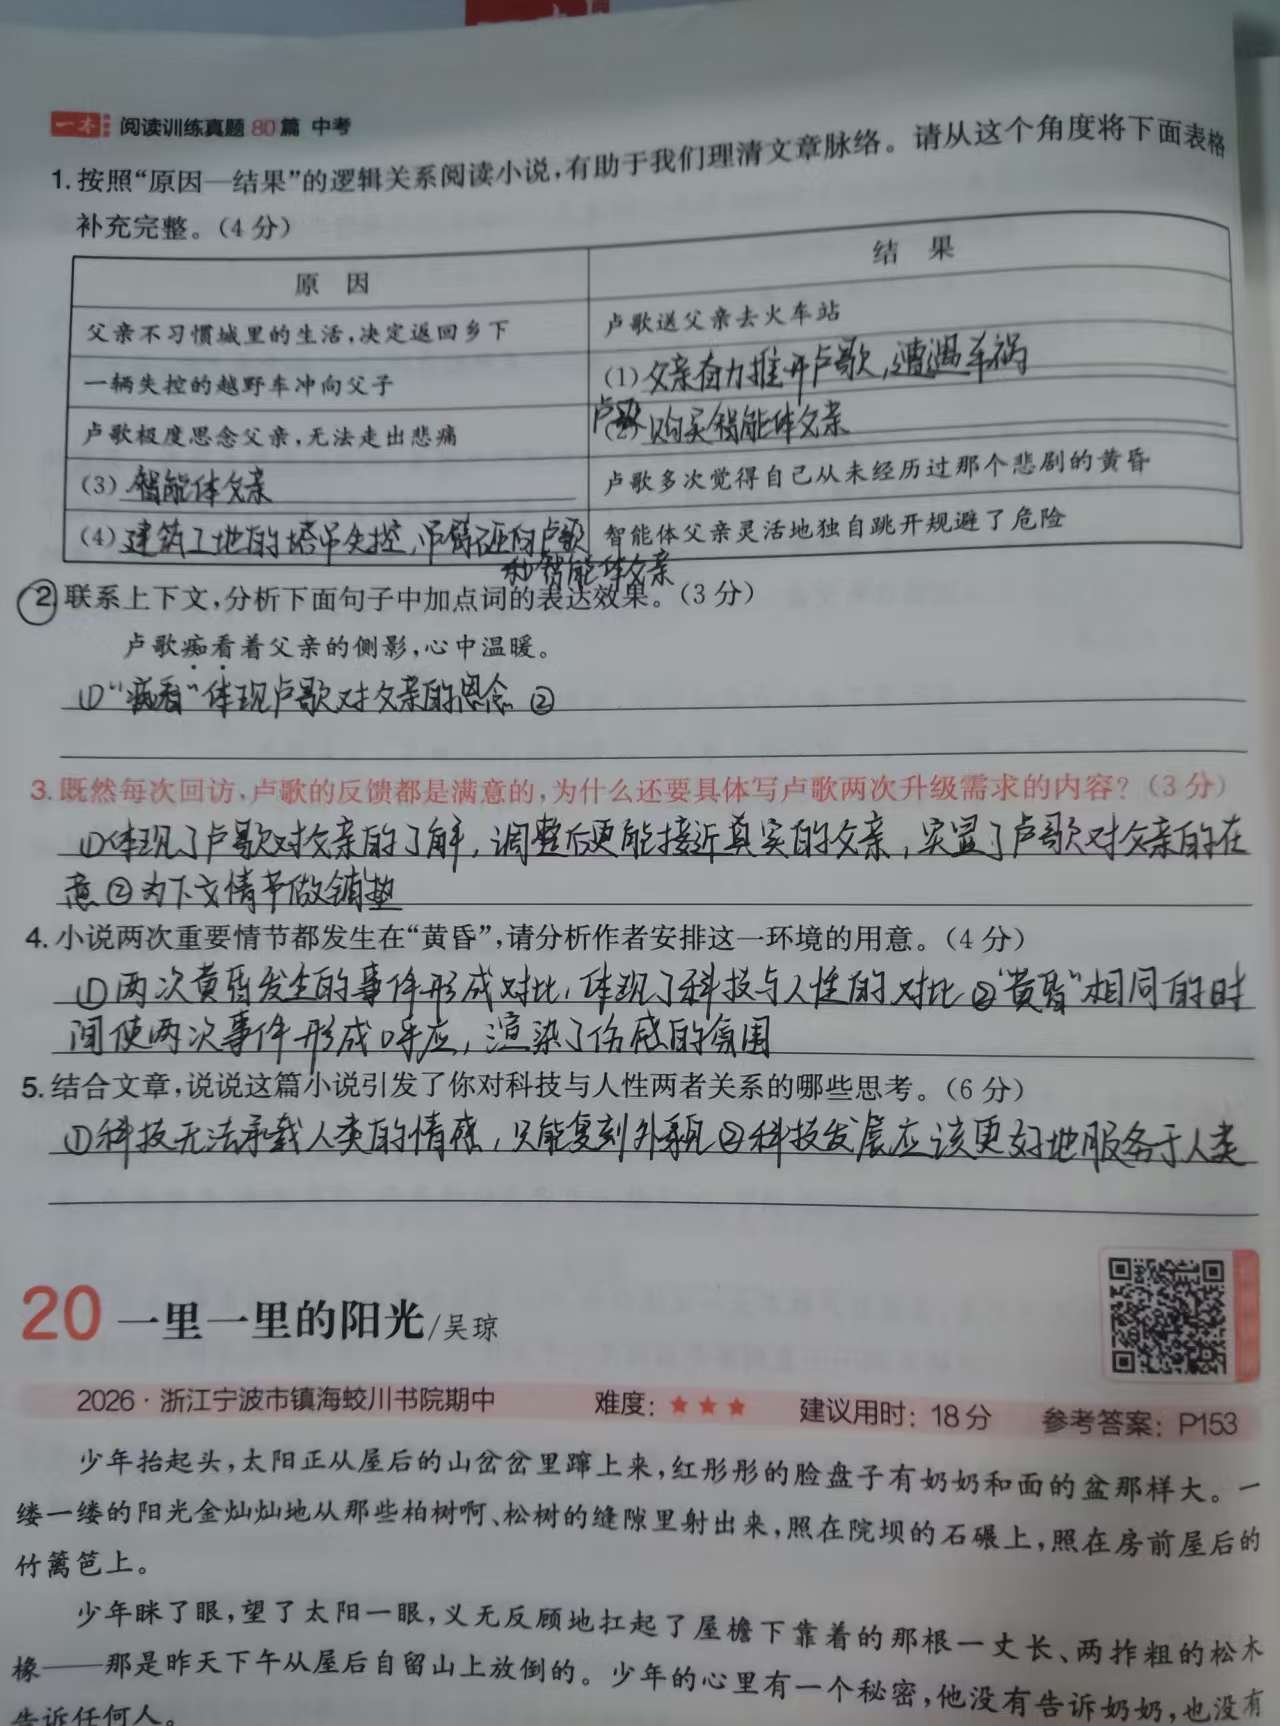 一本 阅读训练真题80篇 中考
1.按照“原因—结果”的逻辑关系阅读小说,有助于我们理清文章脉络。请从这个角度将下面表格
补充完整。(4分)
原 因 结 果
父亲不习惯城里的生活,决定返回乡下 卢歌送父亲去火车站
一辆失控的越野车冲向父子 (1)父亲奋力推开卢歌,遭遇车祸
卢歌极度思念父亲,无法走出悲痛 (2)卢歌购买智能体父亲
(3)智能体父亲 卢歌多次觉得自己从未经历过那个悲剧的黄昏
(4)建筑工地的塔吊失控,吊臂砸向卢歌 智能体父亲灵活地独自跳开规避了危险
和智能体父亲
②联系上下文,分析下面句子中加点词的表达效果。(3分)
卢歌痴看着父亲的侧影,心中温暖。
①“痴看”体现卢歌对父亲的思念 ②
3.既然每次回访,卢歌的反馈都是满意的,为什么还要具体写卢歌两次升级需求的内容?(3分)
①体现了卢歌对父亲的了解,调整后更能接近真实的父亲,突显了卢歌对父亲的在
意②为下文情节做铺垫
4.小说两次重要情节都发生在“黄昏”,请分析作者安排这一环境的用意。(4分)
①两次黄昏发生的事件形成对比,体现了科技与人性的对比②“黄昏”相同的时
间使两次事件形成呼应,渲染了伤感的氛围
5.结合文章,说说这篇小说引发了你对科技与人性两者关系的哪些思考。(6分)
①科技无法承载人类的情感,只能复刻外貌②科技发展应该更好地服务于人类
20 一里一里的阳光/吴琼
2026·浙江宁波市镇海蛟川书院期中 难度:★★★ 建议用时:18分 参考答案:P153
少年抬起头,太阳正从屋后的山岔岔里蹿上来,红彤彤的脸盘子有奶奶和面的盆那样大。一
缕一缕的阳光金灿灿地从那些柏树啊、松树的缝隙里射出来,照在院坝的石碾上,照在房前屋后的
竹篱笆上。
少年眯了眼,望了太阳一眼,义无反顾地扛起了屋檐下靠着的那根一丈长、两拃粗的松木
椽——那是昨天下午从屋后自留山上放倒的。少年的心里有一个秘密,他没有告诉奶奶,也没有
告诉任何人。